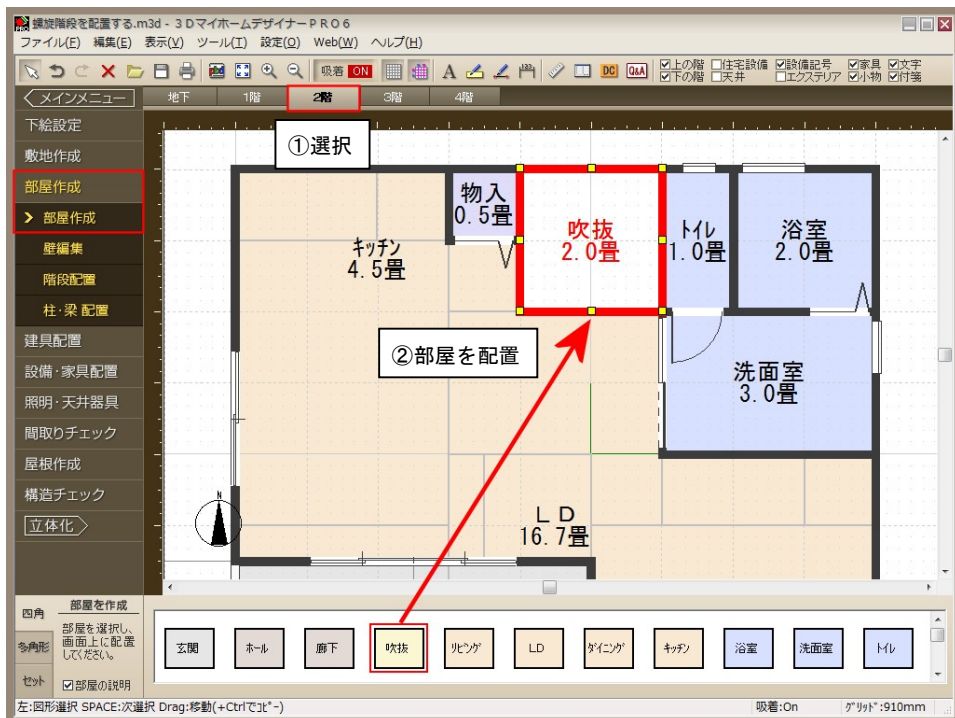 螺旋階段を配置する.m3d - 3DマイホームデザイナーPRO6
ファイル(F) 編集(E) 表示(V) ツール(T) 設定(O) Web(W) ヘルプ(H)
吸着 ON A DC Q&A
☑上の階 □住宅設備 ☑設備記号 ☑家具 ☑文字
☑下の階 □天井 □エクステリア ☑小物 ☑付箋
メインメニュー
地下 1階 2階 3階 4階
①選択
下絵設定
敷地作成
部屋作成
> 部屋作成
壁編集
階段配置
柱·梁 配置
建具配置
設備·家具配置
照明·天井器具
間取りチェック
屋根作成
構造チェック
立体化
物入
0.5畳
吹抜
2.0畳
トイレ
1.0畳
浴室
2.0畳
キッチン
4.5畳
②部屋を配置
洗面室
3.0畳
N
LD
16.7畳
四角
多角形
セット
部屋を作成
部屋を選択し、
画面上に配置
してください。
☑部屋の説明
玄関 ホール 廊下 吹抜 リビング LD ダイニング キッチン 浴室 洗面室 トイレ
左:図形選択 SPACE:次選択 Drag:移動(+Ctrlでコピー) 吸着:On グリッド:910mm